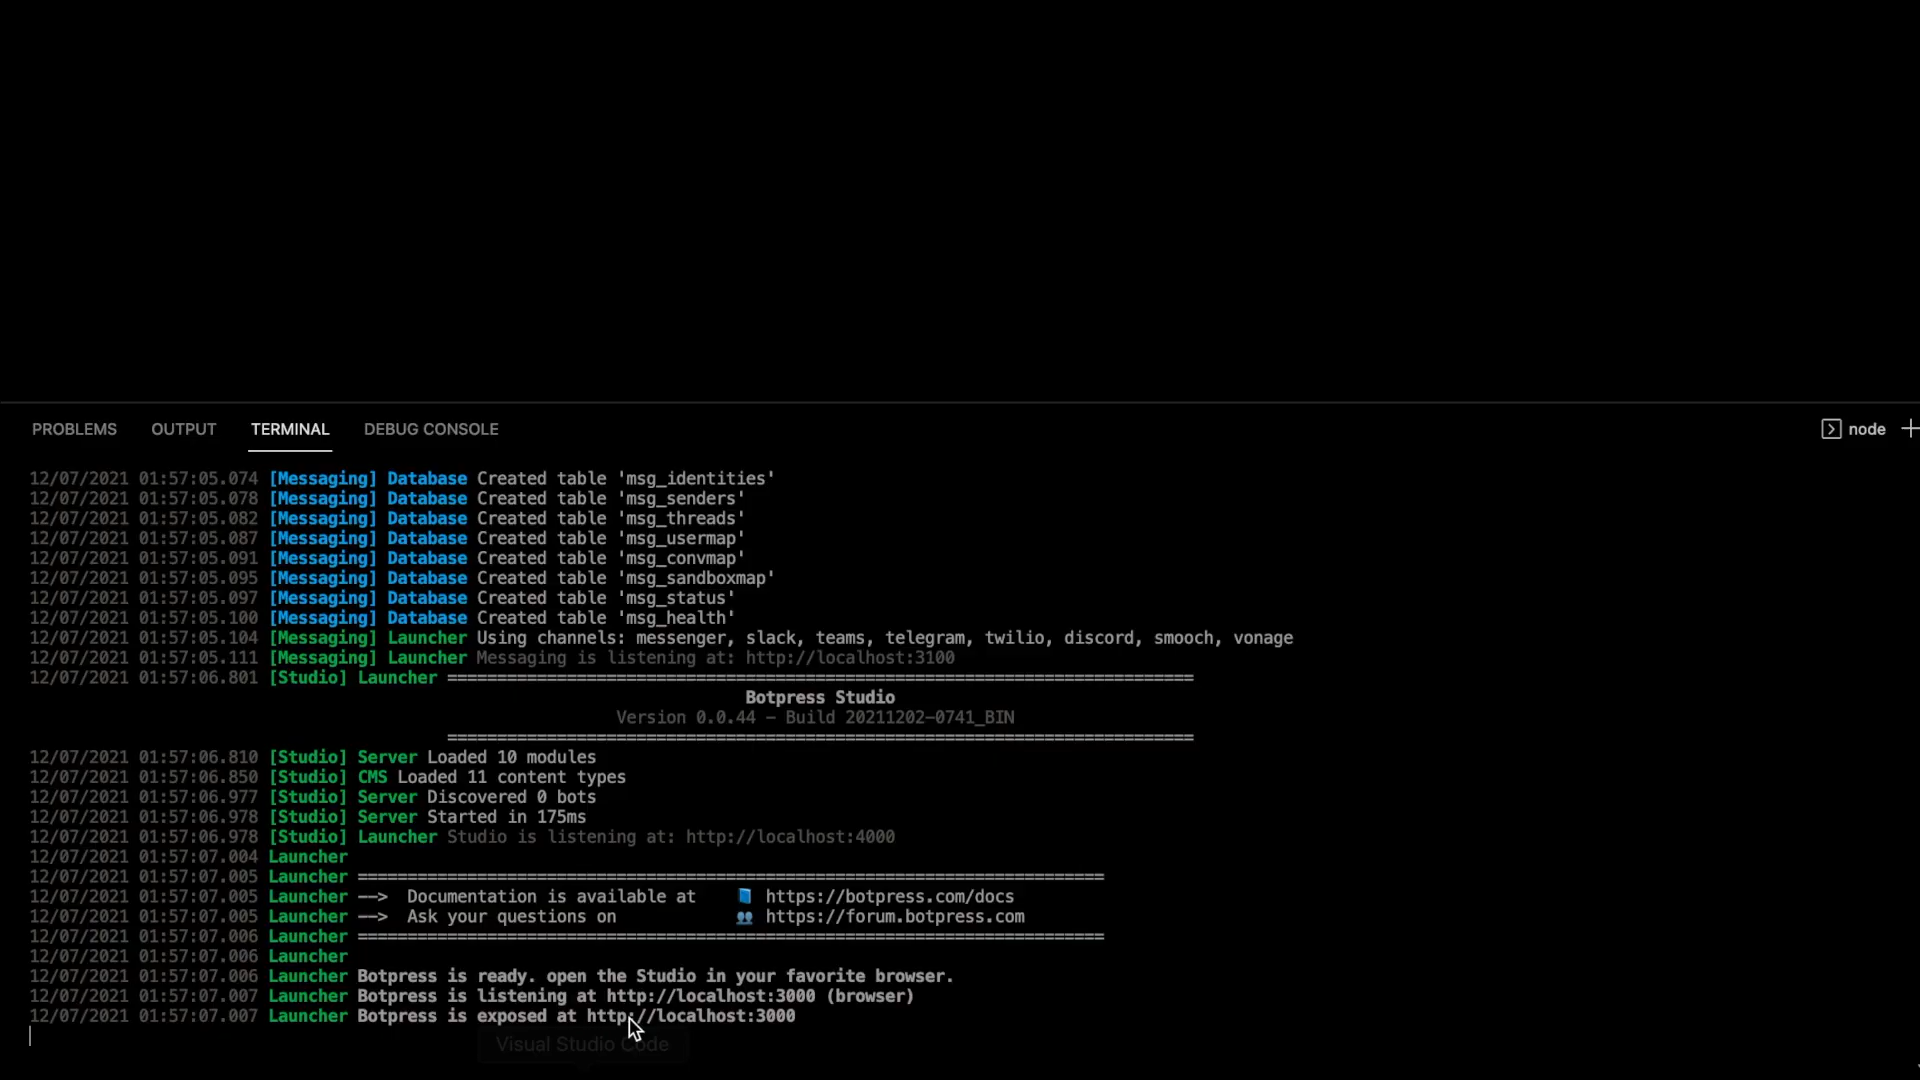 PROBLEMS OUTPUT TERMINAL DEBUG CONSOLE node
12/07/2021 01:57:05.074 [Messaging] Database Created table 'msg_identities'
12/07/2021 01:57:05.078 [Messaging] Database Created table 'msg_senders'
12/07/2021 01:57:05.082 [Messaging] Database Created table 'msg_threads'
12/07/2021 01:57:05.087 [Messaging] Database Created table 'msg_usermap'
12/07/2021 01:57:05.091 [Messaging] Database Created table 'msg_convmap'
12/07/2021 01:57:05.095 [Messaging] Database Created table 'msg_sandboxmap'
12/07/2021 01:57:05.097 [Messaging] Database Created table 'msg_status'
12/07/2021 01:57:05.100 [Messaging] Database Created table 'msg_health'
12/07/2021 01:57:05.104 [Messaging] Launcher Using channels: messenger, slack, teams, telegram, twilio, discord, smooch, vonage
12/07/2021 01:57:05.111 [Messaging] Launcher Messaging is listening at: http://localhost:3100
12/07/2021 01:57:06.801 [Studio] Launcher ===========================================================================
Botpress Studio
Version 0.0.44 – Build 20211202-0741_BIN
===========================================================================
12/07/2021 01:57:06.810 [Studio] Server Loaded 10 modules
12/07/2021 01:57:06.850 [Studio] CMS Loaded 11 content types
12/07/2021 01:57:06.977 [Studio] Server Discovered 0 bots
12/07/2021 01:57:06.978 [Studio] Server Started in 175ms
12/07/2021 01:57:06.978 [Studio] Launcher Studio is listening at: http://localhost:4000
12/07/2021 01:57:07.004 Launcher
12/07/2021 01:57:07.005 Launcher ===========================================================================
12/07/2021 01:57:07.005 Launcher ——> Documentation is available at 📘 https://botpress.com/docs
12/07/2021 01:57:07.005 Launcher ——> Ask your questions on 👥 https://forum.botpress.com
12/07/2021 01:57:07.006 Launcher ===========================================================================
12/07/2021 01:57:07.006 Launcher
12/07/2021 01:57:07.006 Launcher Botpress is ready. open the Studio in your favorite browser.
12/07/2021 01:57:07.007 Launcher Botpress is listening at http://localhost:3000 (browser)
12/07/2021 01:57:07.007 Launcher Botpress is exposed at http://localhost:3000
Visual Studio Code